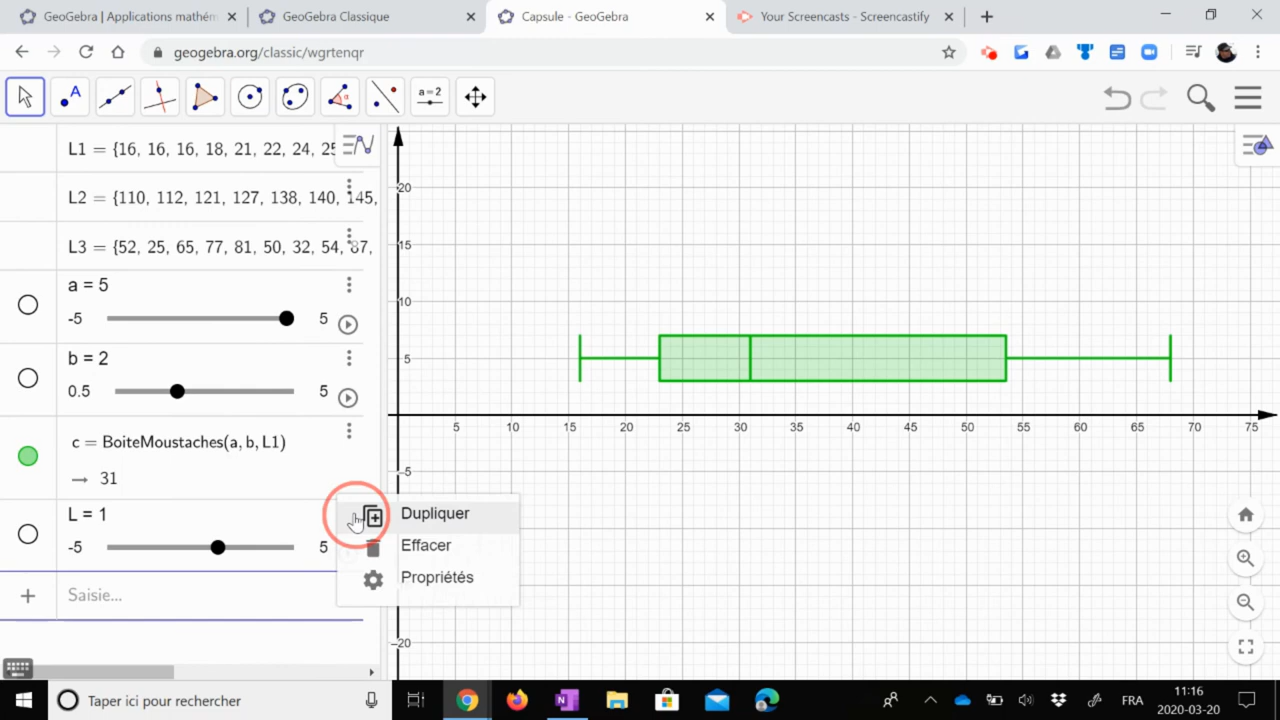 GeoGebra | Applications mathém
GeoGebra Classique
Capsule - GeoGebra
Your Screencasts - Screencastify
geogebra.org/classic/wgrtenqr
A
a=2
L1 = {16, 16, 16, 18, 21, 22, 24, 25
L2 = {110, 112, 121, 127, 138, 140, 145,
L3 = {52, 25, 65, 77, 81, 50, 32, 54, 87,
a = 5
-5
5
b = 2
0.5
5
c = BoiteMoustaches(a, b, L1)
→ 31
L = 1
-5
5
Saisie...
Dupliquer
Effacer
Propriétés
20
15
10
5
5 10 15 20 25 30 35 40 45 50 55 60 65 70 75
-5
-20
Taper ici pour rechercher
FRA
11:16
2020-03-20